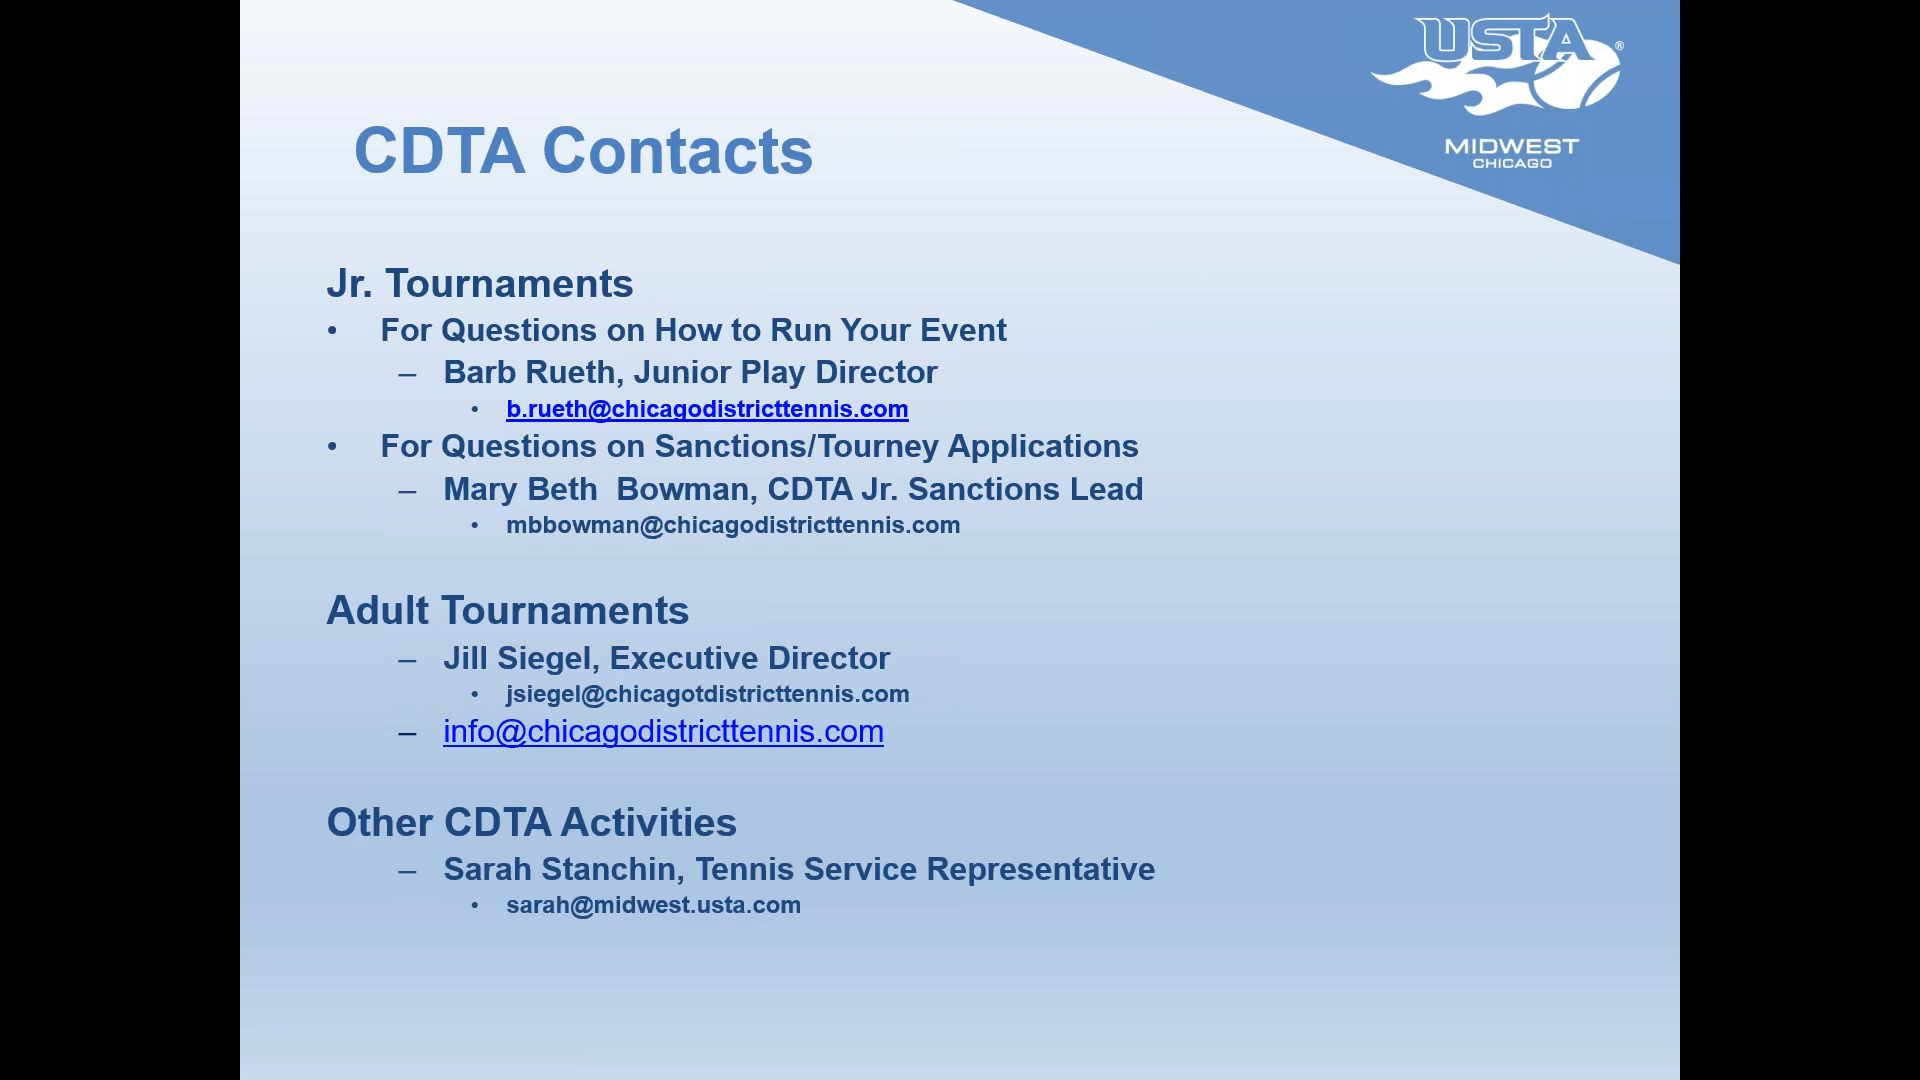 USTA®
MIDWEST
CHICAGO
CDTA Contacts
Jr. Tournaments
• For Questions on How to Run Your Event
– Barb Rueth, Junior Play Director
• b.rueth@chicagodistricttennis.com
• For Questions on Sanctions/Tourney Applications
– Mary Beth  Bowman, CDTA Jr. Sanctions Lead
• mbbowman@chicagodistricttennis.com
Adult Tournaments
– Jill Siegel, Executive Director
• jsiegel@chicagotdistricttennis.com
– info@chicagodistricttennis.com
Other CDTA Activities
– Sarah Stanchin, Tennis Service Representative
• sarah@midwest.usta.com